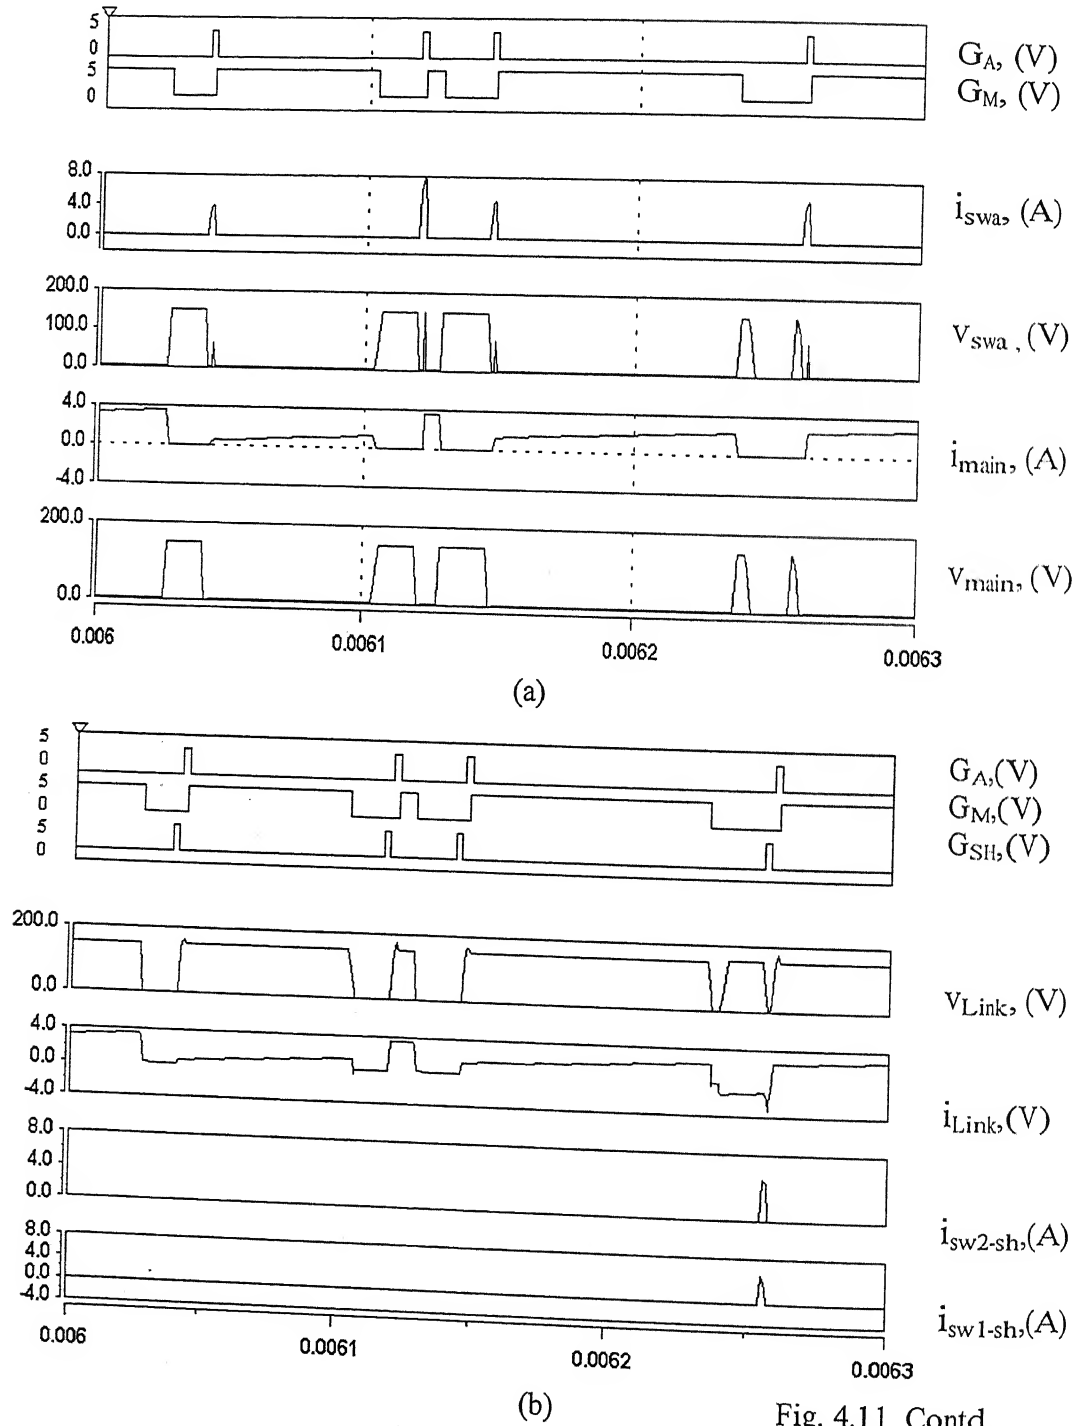 5
0
5
0
G_A, (V)
G_M, (V)
8.0
4.0
0.0
i_swa, (A)
200.0
100.0
0.0
v_swa , (V)
4.0
0.0
-4.0
i_main, (A)
200.0
0.0
v_main, (V)
0.006 0.0061 0.0062 0.0063
(a)
5
0
5
0
5
0
G_A,(V)
G_M,(V)
G_SH,(V)
200.0
0.0
v_Link, (V)
4.0
0.0
-4.0
i_Link,(V)
8.0
4.0
0.0
i_sw2-sh,(A)
8.0
4.0
0.0
-4.0
i_sw1-sh,(A)
0.006 0.0061 0.0062 0.0063
(b)
Fig. 4.11 Contd